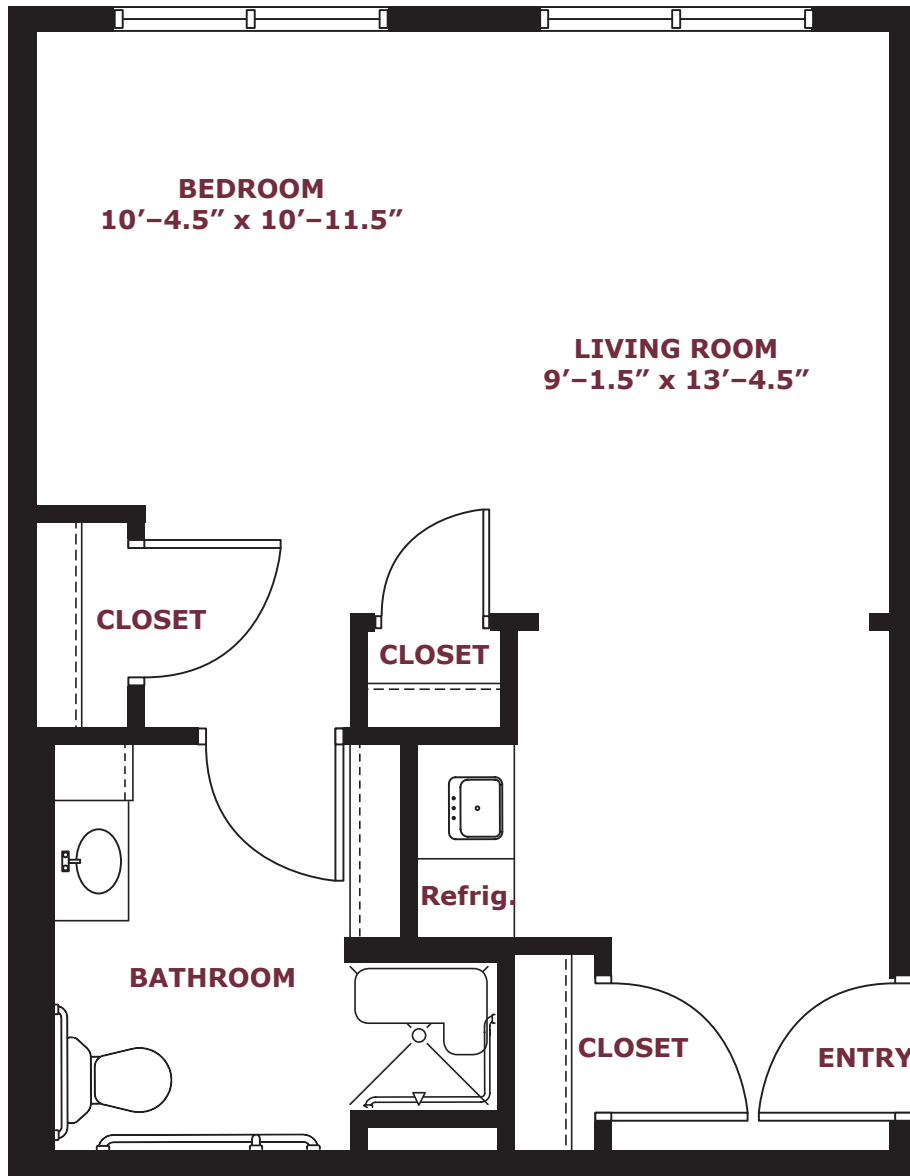 BEDROOM
10’–4.5” x 10’–11.5”
LIVING ROOM
9’–1.5” x 13’–4.5”
CLOSET
CLOSET
Refrig.
BATHROOM
CLOSET
ENTRY